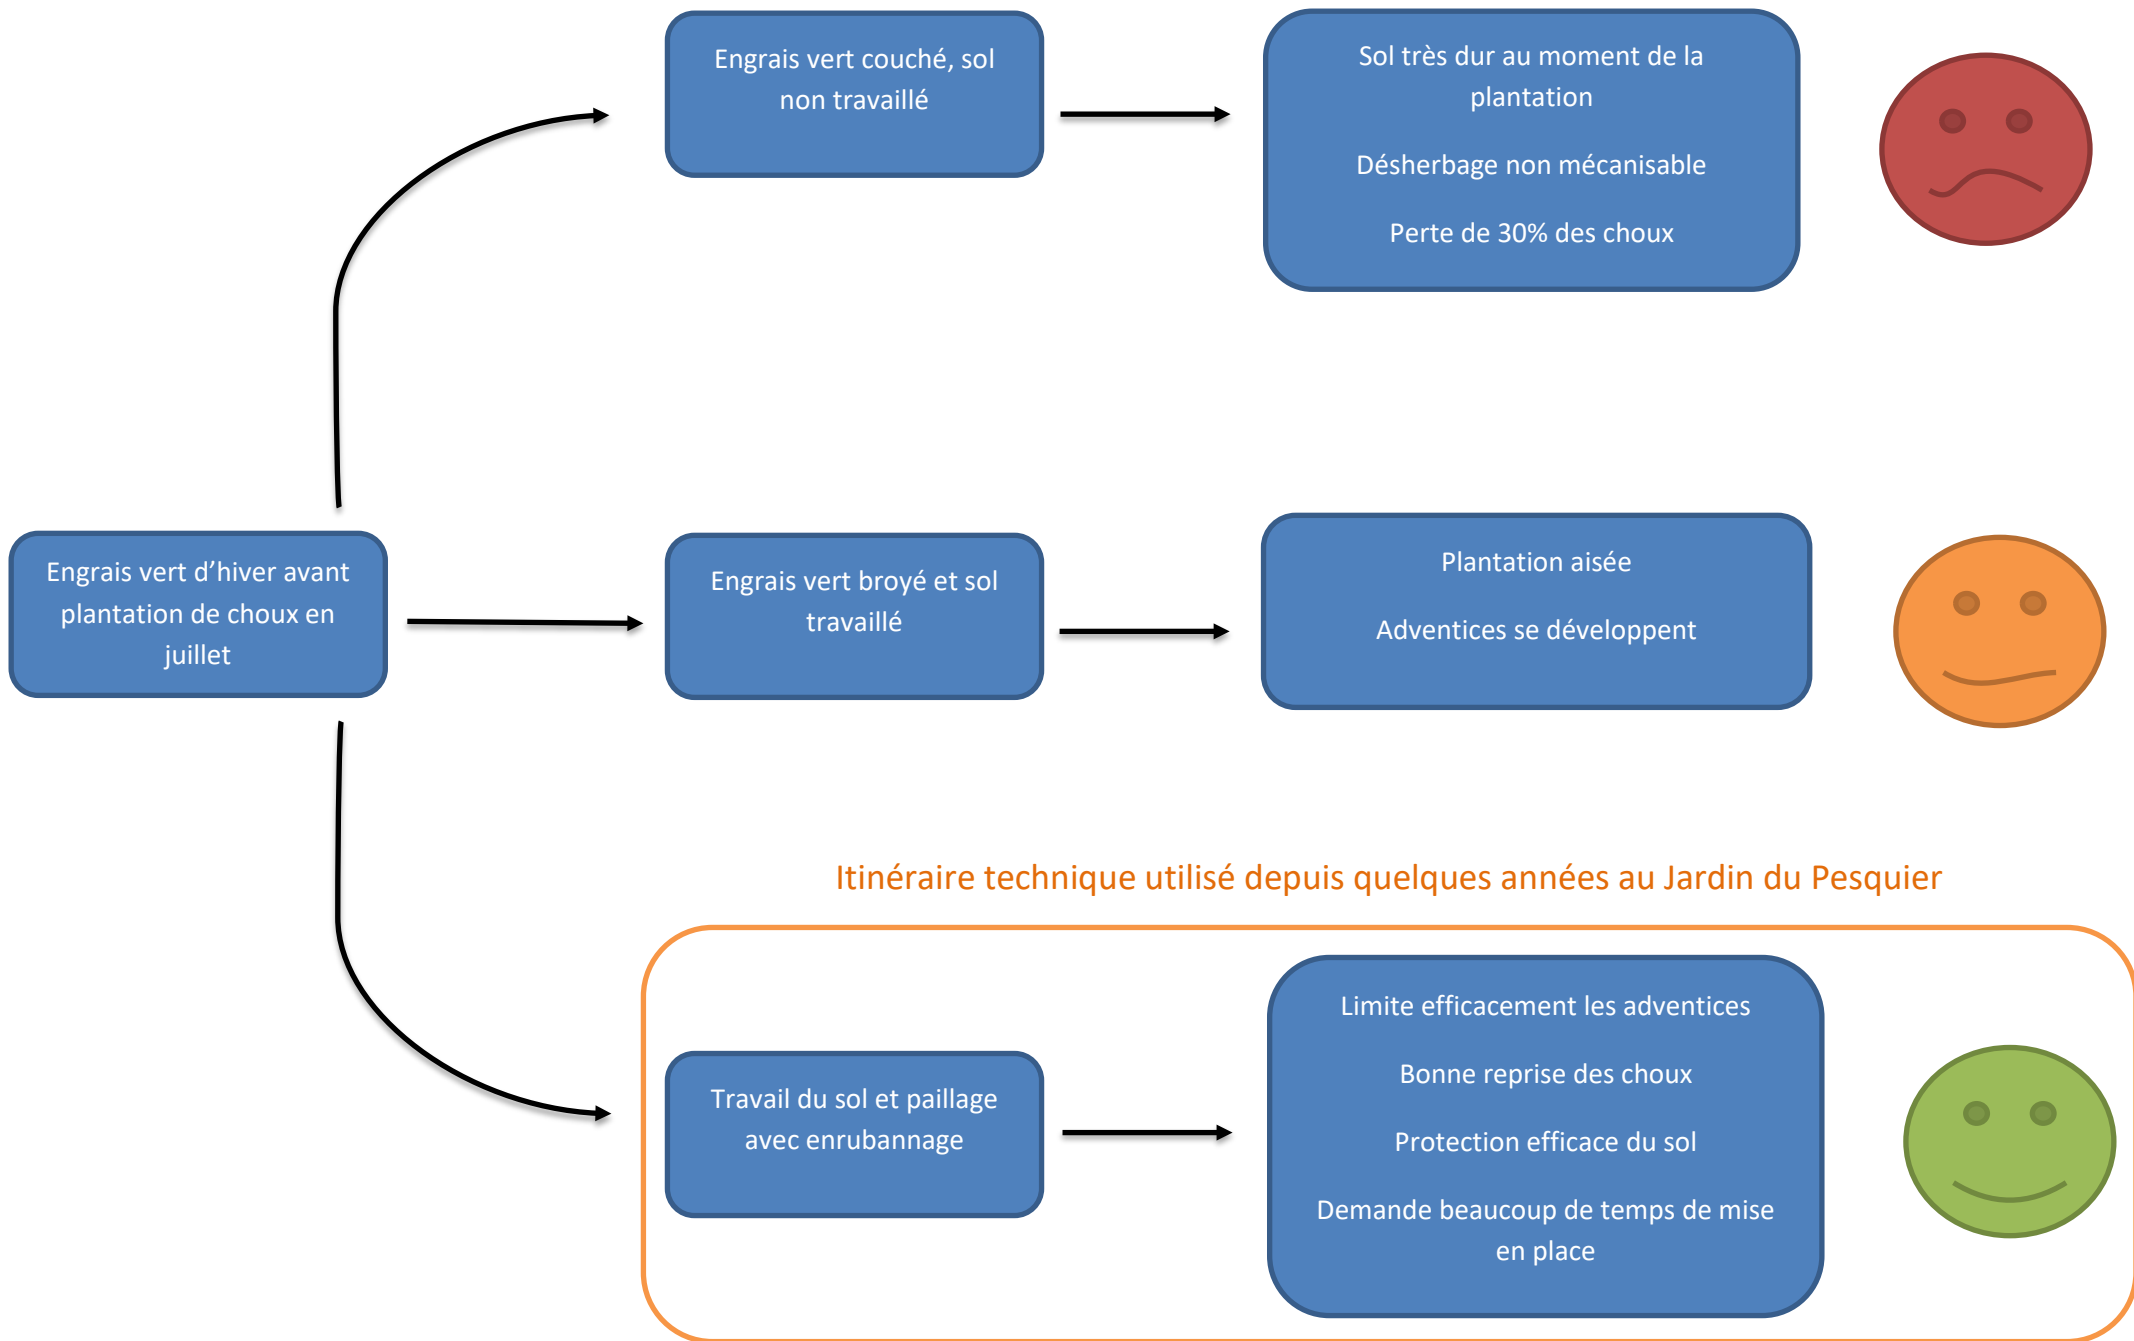 Engrais vert couché, sol
non travaillé
Sol très dur au moment de la
plantation
Désherbage non mécanisable
Perte de 30% des choux
Engrais vert d’hiver avant
plantation de choux en
juillet
Engrais vert broyé et sol
travaillé
Plantation aisée
Adventices se développent
Itinéraire technique utilisé depuis quelques années au Jardin du Pesquier
Travail du sol et paillage
avec enrubannage
Limite efficacement les adventices
Bonne reprise des choux
Protection efficace du sol
Demande beaucoup de temps de mise
en place